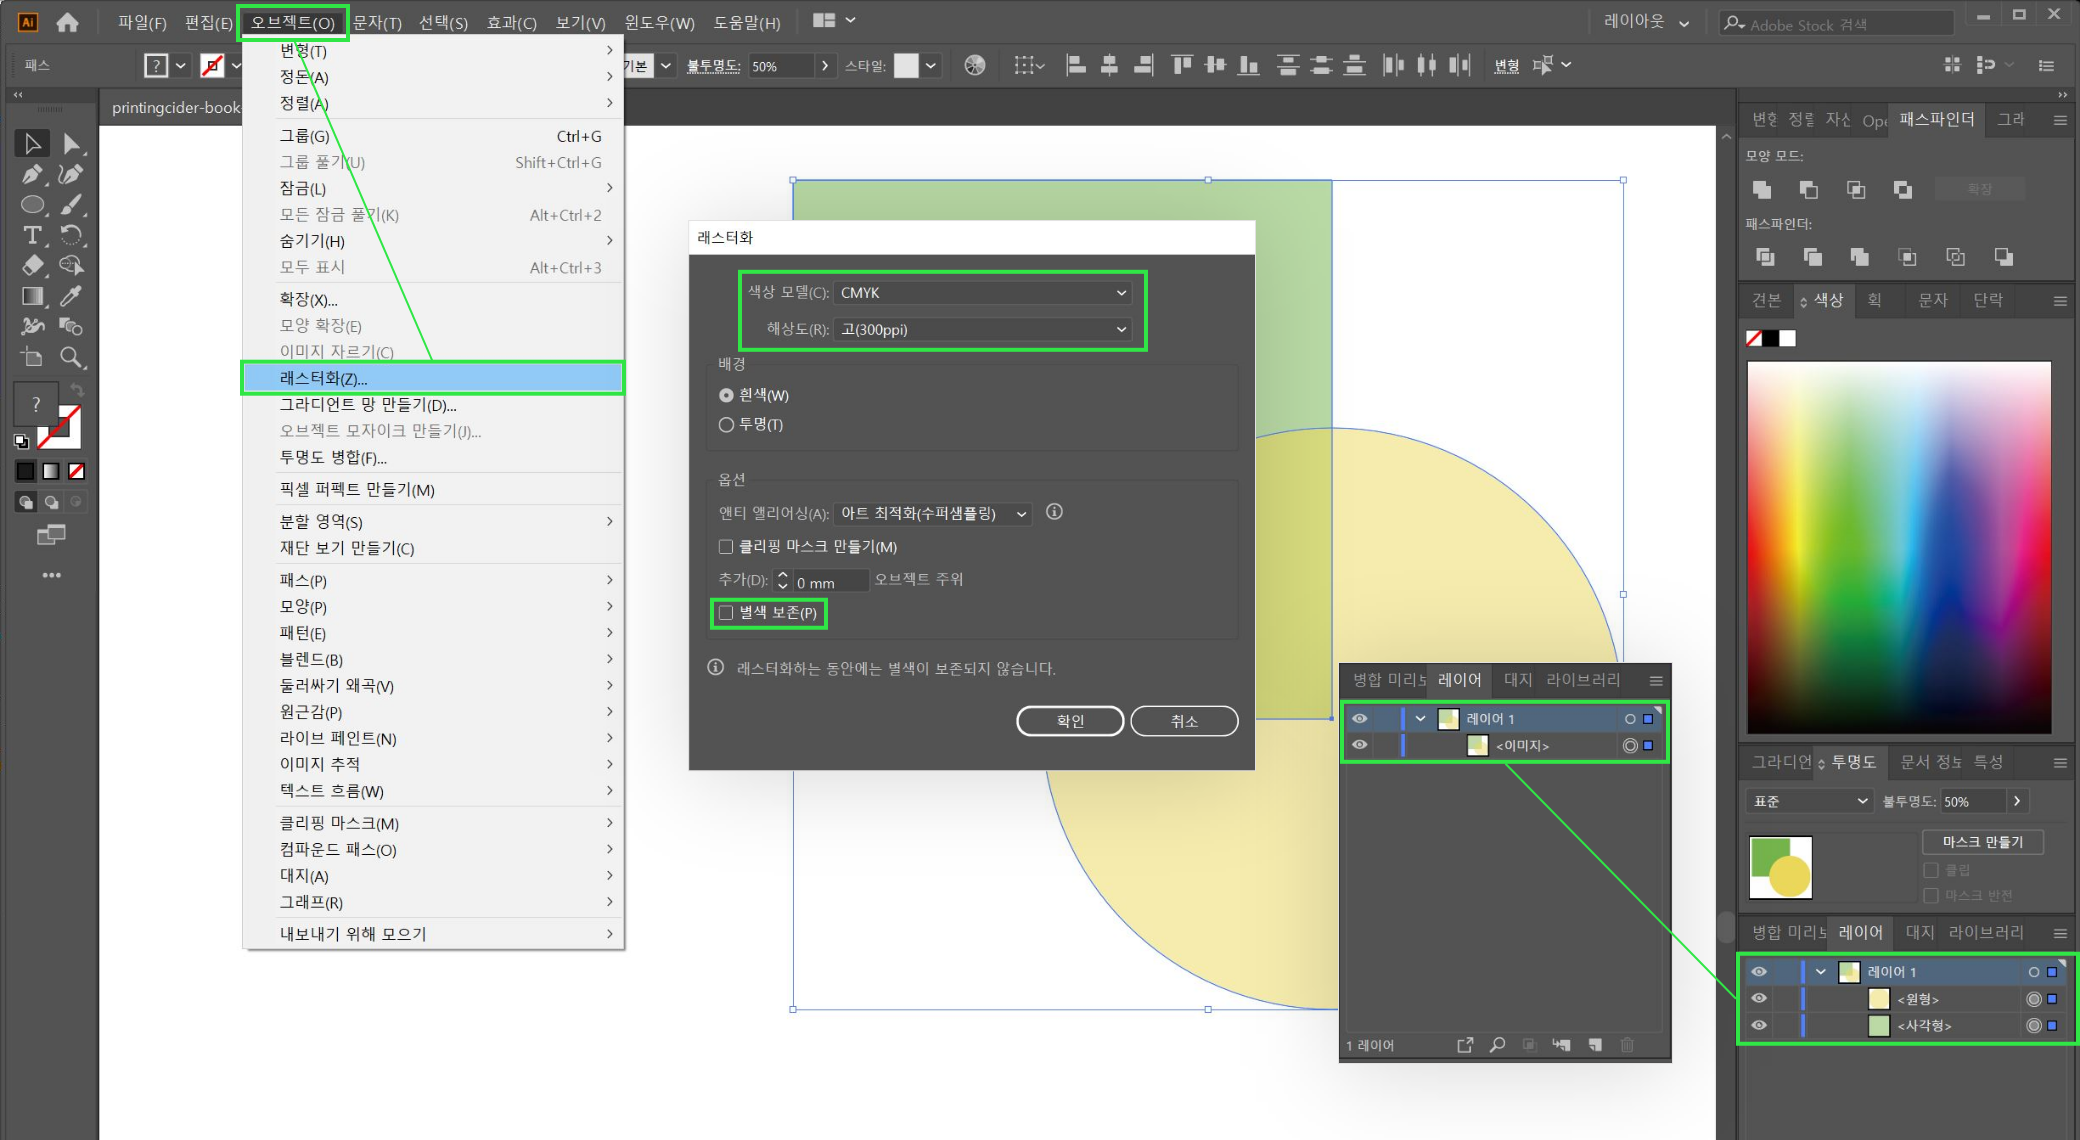 Ai 파일(F) 편집(E) 오브젝트(O) 문자(T) 선택(S) 효과(C) 보기(V) 윈도우(W) 도움말(H) 레이아웃 Adobe Stock 검색
패스 ? 기본 불투명도: 50% 스타일: 변형
printingcider-book
변형(T)
정돈(A)
정렬(A)
그룹(G) Ctrl+G
그룹 풀기(U) Shift+Ctrl+G
잠금(L)
모든 잠금 풀기(K) Alt+Ctrl+2
숨기기(H)
모두 표시 Alt+Ctrl+3
확장(X)...
모양 확장(E)
이미지 자르기(C)
래스터화(Z)...
그라디언트 망 만들기(D)...
오브젝트 모자이크 만들기(J)...
투명도 병합(F)...
픽셀 퍼펙트 만들기(M)
분할 영역(S)
재단 보기 만들기(C)
패스(P)
모양(P)
패턴(E)
블렌드(B)
둘러싸기 왜곡(V)
원근감(P)
라이브 페인트(N)
이미지 추적
텍스트 흐름(W)
클리핑 마스크(M)
컴파운드 패스(O)
대지(A)
그래프(R)
내보내기 위해 모으기
?
래스터화
색상 모델(C): CMYK
해상도(R): 고(300ppi)
배경
흰색(W)
투명(T)
옵션
앤티 앨리어싱(A): 아트 최적화(수퍼샘플링)
클리핑 마스크 만들기(M)
추가(D): 0 mm 오브젝트 주위
별색 보존(P)
래스터화하는 동안에는 별색이 보존되지 않습니다.
확인 취소
병합 미리보 레이어 대지 라이브러리
레이어 1
<이미지>
1 레이어
변형 정렬 자산 Ope 패스파인더 그라
모양 모드:
확장
패스파인더:
견본 색상 획 문자 단락
그라디언 투명도 문서 정보 특성
표준 불투명도: 50%
마스크 만들기
클립
마스크 반전
병합 미리보 레이어 대지 라이브러리
레이어 1
<원형>
<사각형>